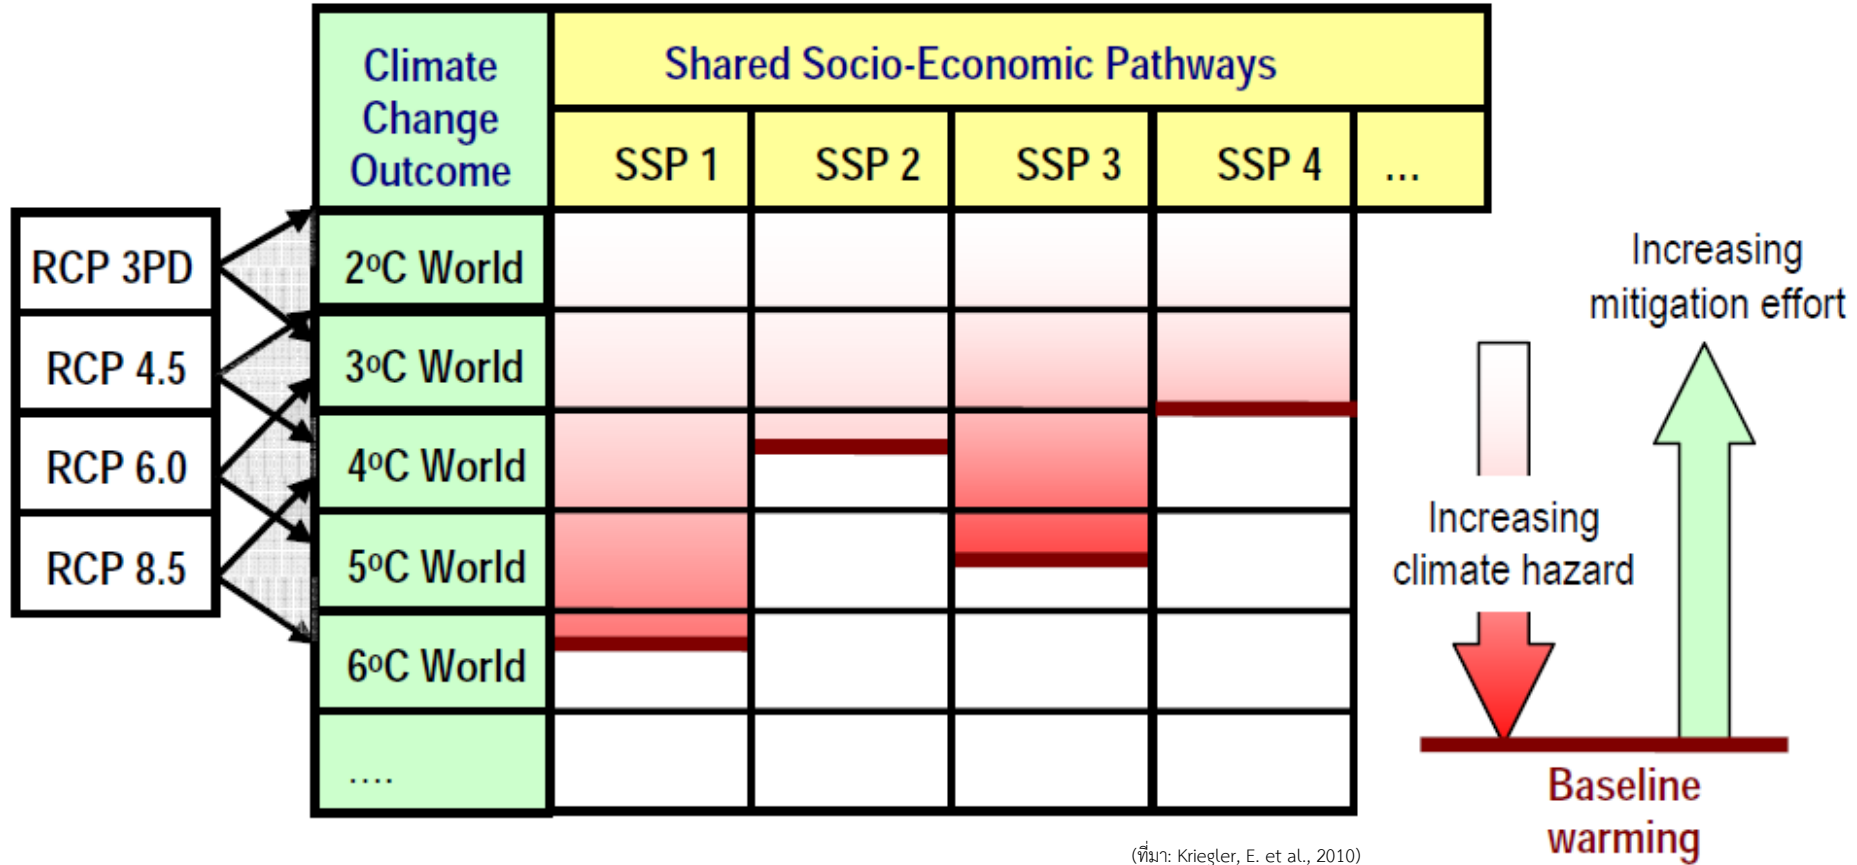 Climate
Change
Outcome
Shared Socio-Economic Pathways
SSP 1
SSP 2
SSP 3
SSP 4
...
RCP 3PD
RCP 4.5
RCP 6.0
RCP 8.5
2ºC World
3ºC World
4ºC World
5ºC World
6ºC World
....
Increasing
mitigation effort
Increasing
climate hazard
Baseline
warming
(ที่มา: Kriegler, E. et al., 2010)